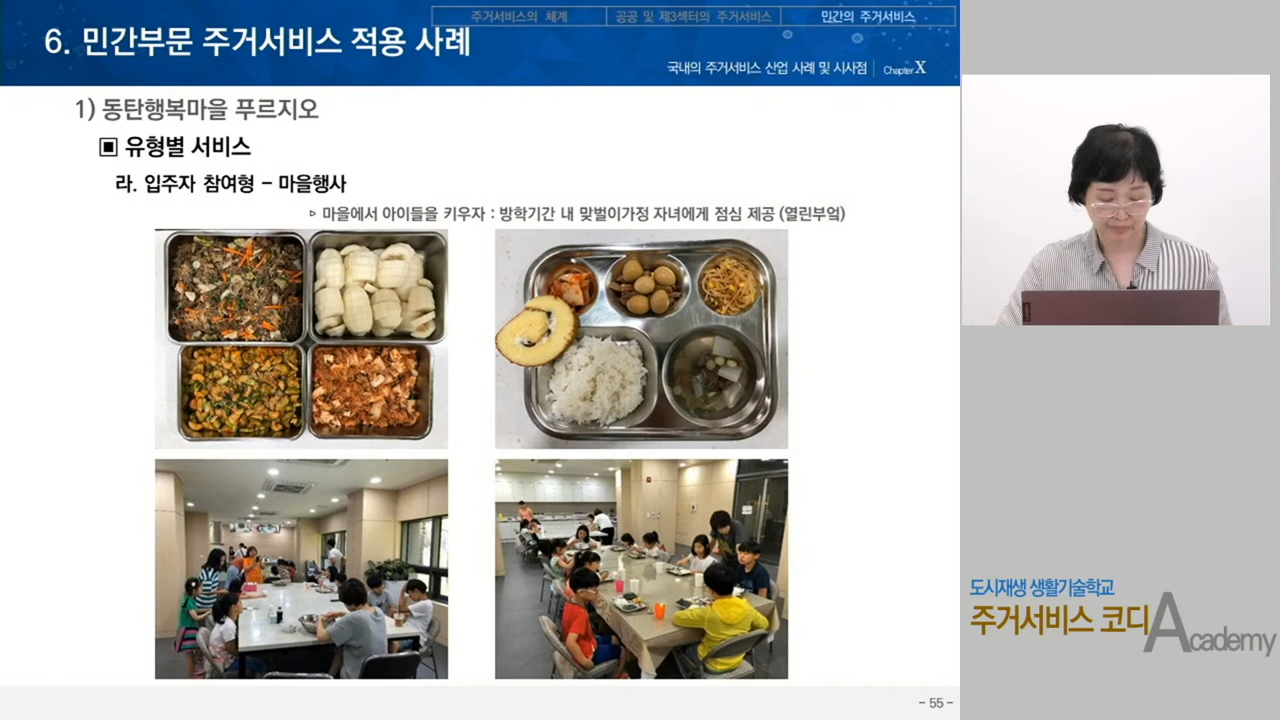 주거서비스의 체계
공공 및 제3섹터의 주거서비스
민간의 주거서비스
6. 민간부문 주거서비스 적용 사례
국내의 주거서비스 산업 사례 및 시사점 | Chapter X
1) 동탄행복마을 푸르지오
▣ 유형별 서비스
라. 입주자 참여형 – 마을행사
▹ 마을에서 아이들을 키우자 : 방학기간 내 맞벌이가정 자녀에게 점심 제공 (열린부엌)
도시재생 생활기술학교
주거서비스 코디 Academy
- 55 -